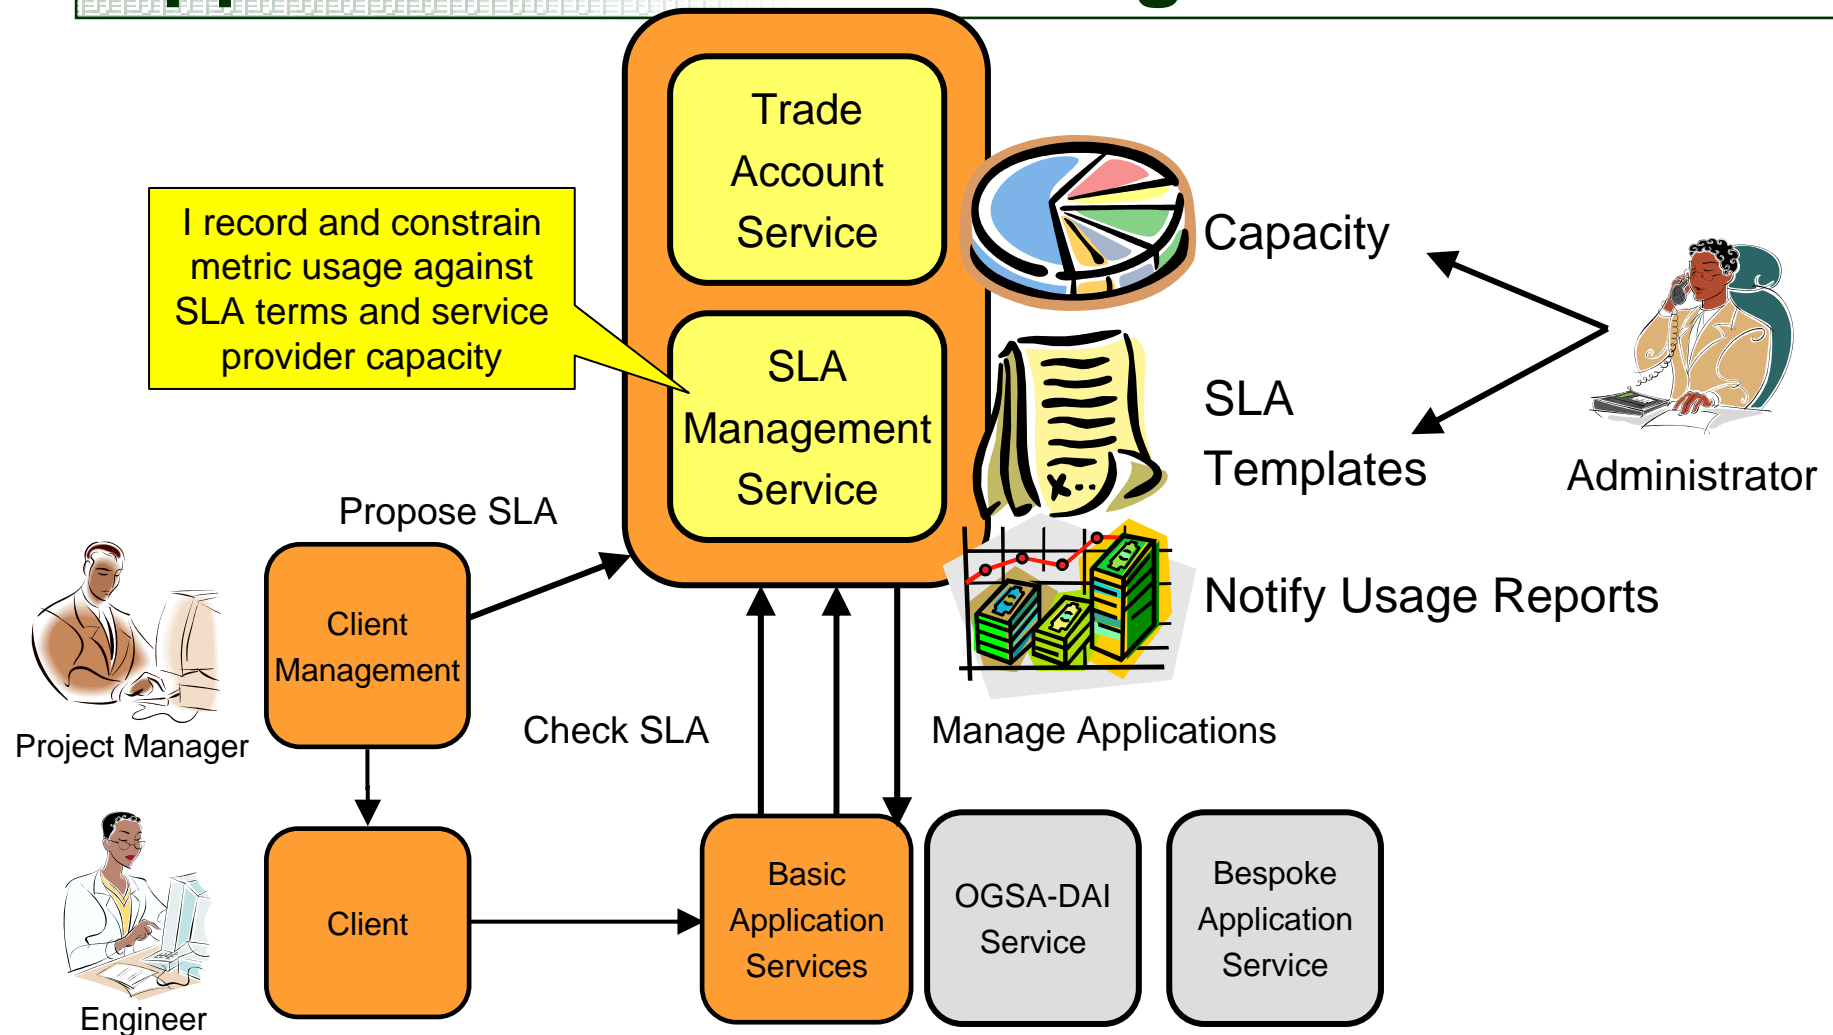 Trade
Account
Service
I record and constrain
metric usage against
SLA terms and service
provider capacity
Capacity
SLA
Management
Service
SLA
Templates
Administrator
Propose SLA
Notify Usage Reports
Client
Management
Project Manager
Check SLA
Manage Applications
Client
Engineer
Basic
Application
Services
OGSA-DAI
Service
Bespoke
Application
Service